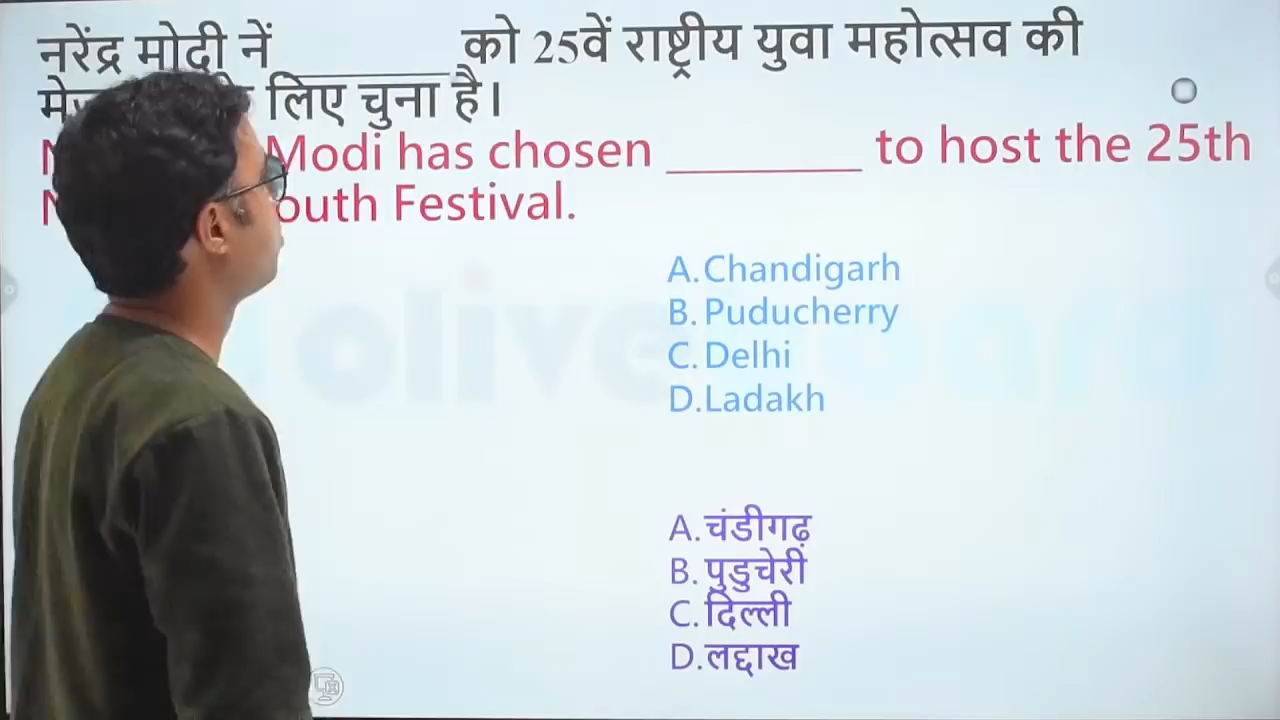 नरेंद्र मोदी नें ________ को 25वें राष्ट्रीय युवा महोत्सव की
लिए चुना है।
Modi has chosen ________ to host the 25th
outh Festival.
A. Chandigarh
B. Puducherry
C. Delhi
D. Ladakh
A. चंडीगढ़
B. पुडुचेरी
C. दिल्ली
D. लद्दाख